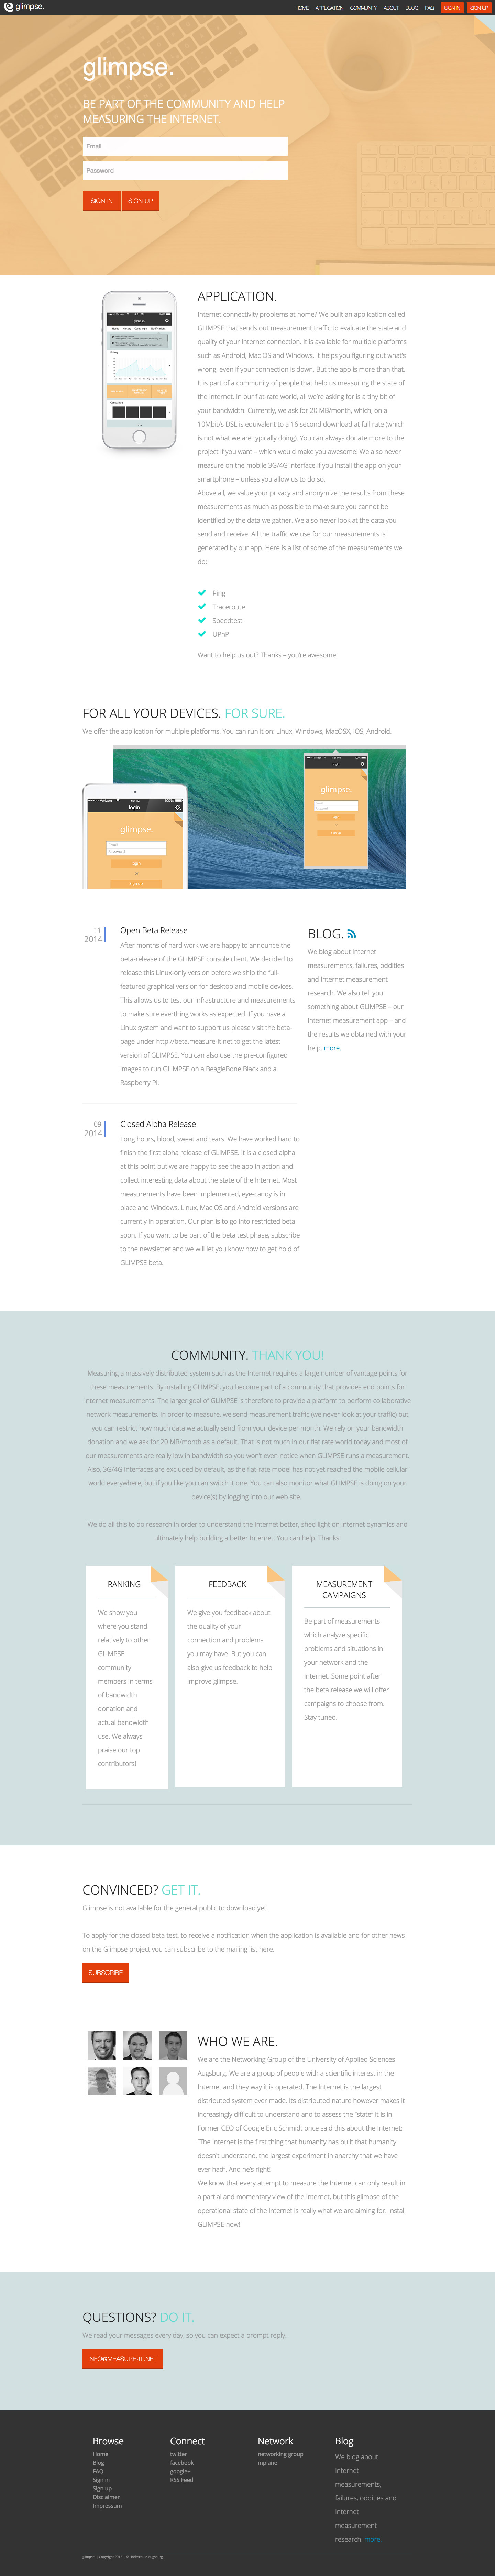 glimpse.
HOME APPLICATION COMMUNITY ABOUT BLOG FAQ SIGN IN SIGN UP
glimpse.
BE PART OF THE COMMUNITY AND HELP
MEASURING THE INTERNET.
Email
Password
SIGN IN SIGN UP
APPLICATION.
Internet connectivity problems at home? We built an application called
GLIMPSE that sends out measurement traffic to evaluate the state and
quality of your Internet connection. It is available for multiple platforms
such as Android, Mac OS and Windows. It helps you figuring out what's
wrong, even if your connection is down. But the app is more than that.
It is part of a community of people that help us measuring the state of
the Internet. In our flat-rate world, all we're asking for is a tiny bit of
your bandwidth. Currently, we ask for 20 MB/month, which, on a
10Mbit/s DSL is equivalent to a 16 second download at full rate (which
is not what we are typically doing). You can always donate more to the
project if you want – which would make you awesome! We also never
measure on the mobile 3G/4G interface if you install the app on your
smartphone – unless you allow us to do so.
Above all, we value your privacy and anonymize the results from these
measurements as much as possible to make sure you cannot be
identified by the data we gather. We also never look at the data you
send and receive. All the traffic we use for our measurements is
generated by our app. Here is a list of some of the measurements we
do:
Ping
Traceroute
Speedtest
UPnP
Want to help us out? Thanks – you're awesome!
FOR ALL YOUR DEVICES. FOR SURE.
We offer the application for multiple platforms. You can run it on: Linux, Windows, MacOSX, iOS, Android.
login
glimpse.
Email
Password
login
or
Sign up
login
glimpse.
11
2014
Open Beta Release
After months of hard work we are happy to announce the
beta-release of the GLIMPSE console client. We decided to
release this Linux-only version before we ship the full-
featured graphical version for desktop and mobile devices.
This allows us to test our infrastructure and measurements
to make sure everthing works as expected. If you have a
Linux system and want to support us please visit the beta-
page under http://beta.measure-it.net to get the latest
version of GLIMPSE. You can also use the pre-configured
images to run GLIMPSE on a BeagleBone Black and a
Raspberry Pi.
BLOG.
We blog about Internet
measurements, failures, oddities
and Internet measurement
research. We also tell you
something about GLIMPSE – our
Internet measurement app – and
the results we obtained with your
help. more.
09
2014
Closed Alpha Release
Long hours, blood, sweat and tears. We have worked hard to
finish the first alpha release of GLIMPSE. It is a closed alpha
at this point but we are happy to see the app in action and
collect interesting data about the state of the Internet. Most
measurements have been implemented, eye-candy is in
place and Windows, Linux, Mac OS and Android versions are
currently in operation. Our plan is to go into restricted beta
soon. If you want to be part of the beta test phase, subscribe
to the newsletter and we will let you know how to get hold of
GLIMPSE beta.
COMMUNITY. THANK YOU!
Measuring a massively distributed system such as the Internet requires a large number of vantage points for
these measurements. By installing GLIMPSE, you become part of a community that provides end points for
Internet measurements. The larger goal of GLIMPSE is therefore to provide a platform to perform collaborative
network measurements. In order to measure, we send measurement traffic (we never look at your traffic) but
you can restrict how much data we actually send from your device per month. We rely on your bandwidth
donation and we ask for 20 MB/month as a default. That is not much in our flat rate world today and most of
our measurements are really low in bandwidth so you won't even notice when GLIMPSE runs a measurement.
Also, 3G/4G interfaces are excluded by default, as the flat-rate model has not yet reached the mobile cellular
world everywhere, but if you like you can switch it one. You can also monitor what GLIMPSE is doing on your
device(s) by logging into our web site.
We do all this to do research in order to understand the Internet better, shed light on Internet dynamics and
ultimately help building a better Internet. You can help. Thanks!
RANKING
We show you
where you stand
relatively to other
GLIMPSE
community
members in terms
of bandwidth
donation and
actual bandwidth
use. We always
praise our top
contributors!
FEEDBACK
We give you feedback about
the quality of your
connection and problems
you may have. But you can
also give us feedback to help
improve glimpse.
MEASUREMENT
CAMPAIGNS
Be part of measurements
which analyze specific
problems and situations in
your network and the
Internet. Some point after
the beta release we will offer
campaigns to choose from.
Stay tuned.
CONVINCED? GET IT.
Glimpse is not available for the general public to download yet.
To apply for the closed beta test, to receive a notification when the application is available and for other news
on the Glimpse project you can subscribe to the mailing list here.
SUBSCRIBE
WHO WE ARE.
We are the Networking Group of the University of Applied Sciences
Augsburg. We are a group of people with a scientific interest in the
Internet and they way it is operated. The Internet is the largest
distributed system ever made. Its distributed nature however makes it
increasingly difficult to understand and to assess the "state" it is in.
Former CEO of Google Eric Schmidt once said this about the Internet:
"The Internet is the first thing that humanity has built that humanity
doesn't understand, the largest experiment in anarchy that we have
ever had". And he's right!
We know that every attempt to measure the Internet can only result in
a partial and momentary view of the Internet, but this glimpse of the
operational state of the Internet is really what we are aiming for. Install
GLIMPSE now!
QUESTIONS? DO IT.
We read your messages every day, so you can expect a prompt reply.
INFO@MEASURE-IT.NET
Browse
Home
Blog
FAQ
Sign in
Sign up
Disclaimer
Impressum
Connect
twitter
facebook
google+
RSS Feed
Network
networking group
mplane
Blog
We blog about
Internet
measurements,
failures, oddities and
Internet
measurement
research. more.
glimpse. | Copyright 2013 | © Hochschule Augsburg